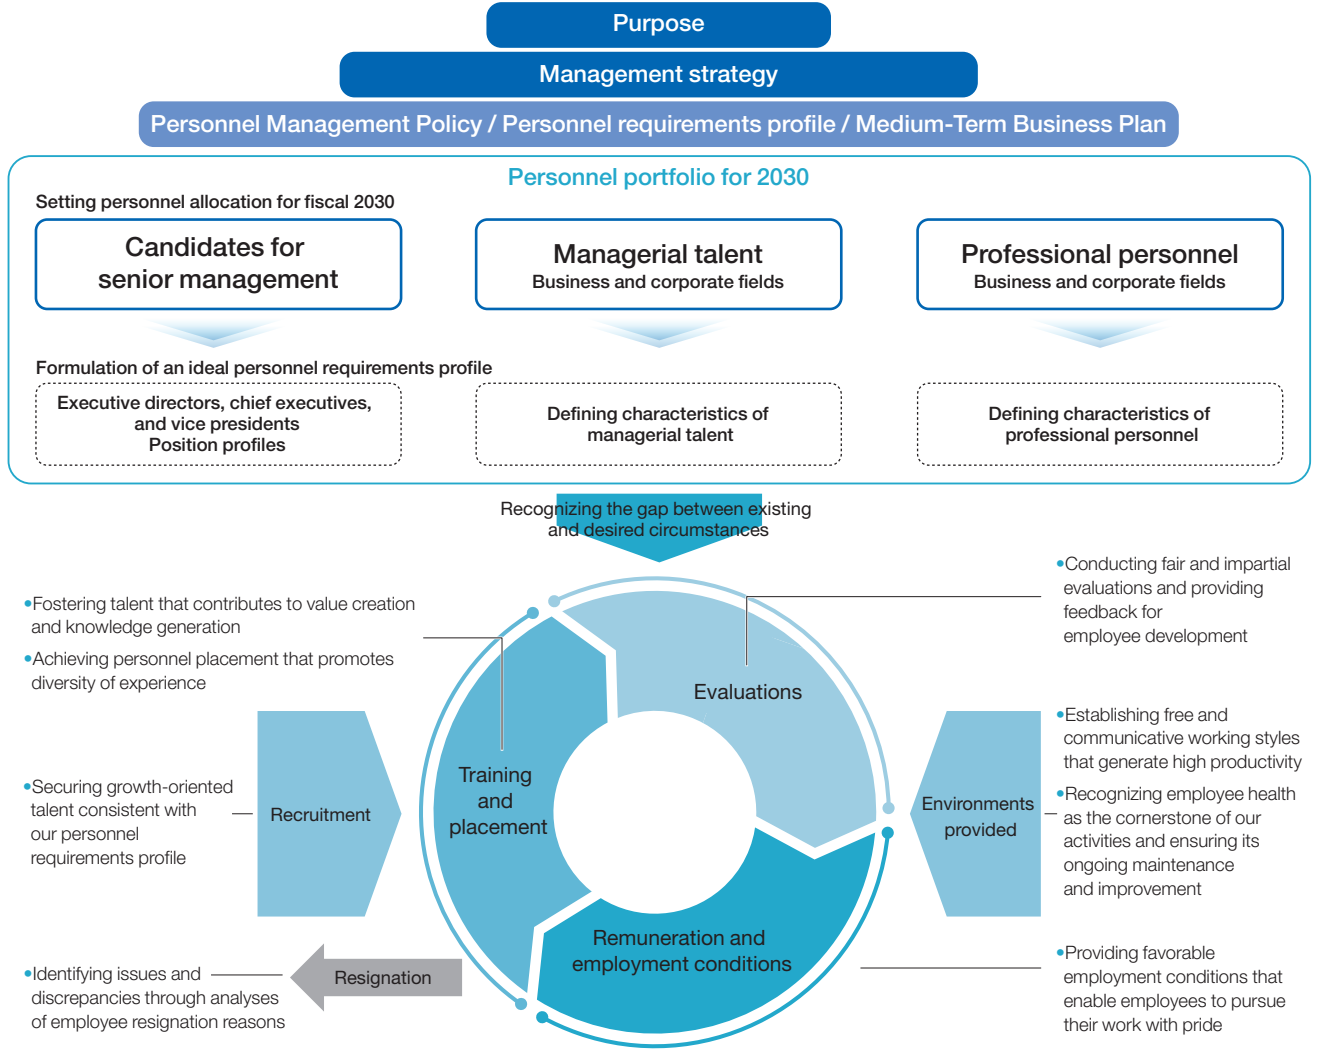 Purpose
Management strategy
Personnel Management Policy / Personnel requirements profile / Medium-Term Business Plan
Personnel portfolio for 2030
Setting personnel allocation for fiscal 2030
Candidates for
senior management
Managerial talent
Business and corporate fields
Professional personnel
Business and corporate fields
Formulation of an ideal personnel requirements profile
Executive directors, chief executives,
and vice presidents
Position profiles
Defining characteristics of
managerial talent
Defining characteristics of
professional personnel
Recognizing the gap between existing
and desired circumstances
•Fostering talent that contributes to value creation
and knowledge generation
•Achieving personnel placement that promotes
diversity of experience
•Conducting fair and impartial
evaluations and providing
feedback for
employee development
Evaluations
Training
and
placement
•Securing growth-oriented
talent consistent with
our personnel
requirements profile
Recruitment
Environments
provided
•Establishing free and
communicative working styles
that generate high productivity
•Recognizing employee health
as the cornerstone of our
activities and ensuring its
ongoing maintenance
and improvement
Remuneration and
employment conditions
•Identifying issues and
discrepancies through analyses
of employee resignation reasons
Resignation
•Providing favorable
employment conditions that
enable employees to pursue
their work with pride